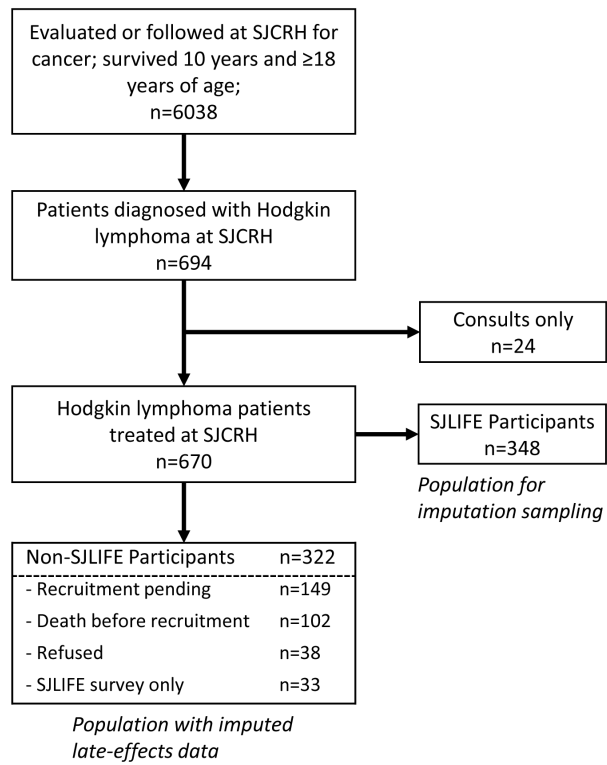 Evaluated or followed at SJCRH for
cancer; survived 10 years and ≥18
years of age;
n=6038
Patients diagnosed with Hodgkin
lymphoma at SJCRH
n=694
Consults only
n=24
Hodgkin lymphoma patients
treated at SJCRH
n=670
SJLIFE Participants
n=348
Population for
imputation sampling
Non-SJLIFE Participants n=322
- Recruitment pending n=149
- Death before recruitment n=102
- Refused n=38
- SJLIFE survey only n=33
Population with imputed
late-effects data